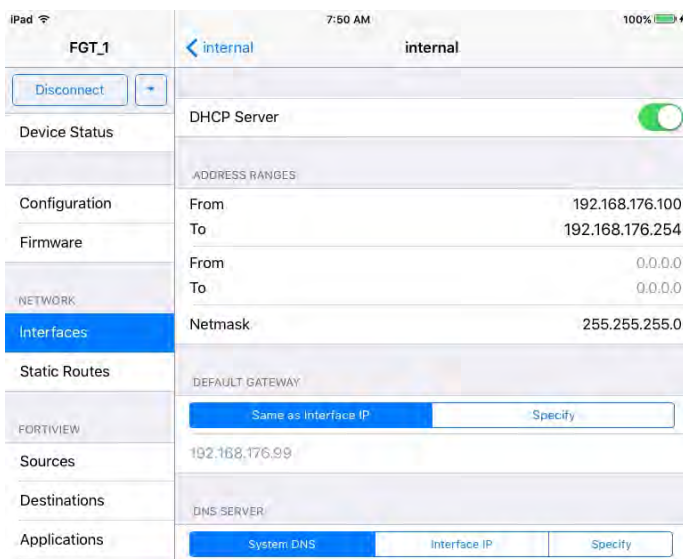 iPad 7:50 AM 100%
FGT_1
internal
internal
Disconnect
Device Status
Configuration
Firmware
NETWORK
Interfaces
Static Routes
FORTIVIEW
Sources
Destinations
Applications
DHCP Server
ADDRESS RANGES
From 192.168.176.100
To 192.168.176.254
From 0.0.0.0
To 0.0.0.0
Netmask 255.255.255.0
DEFAULT GATEWAY
Same as Interface IP Specify
192.168.176.99
DNS SERVER
System DNS Interface IP Specify